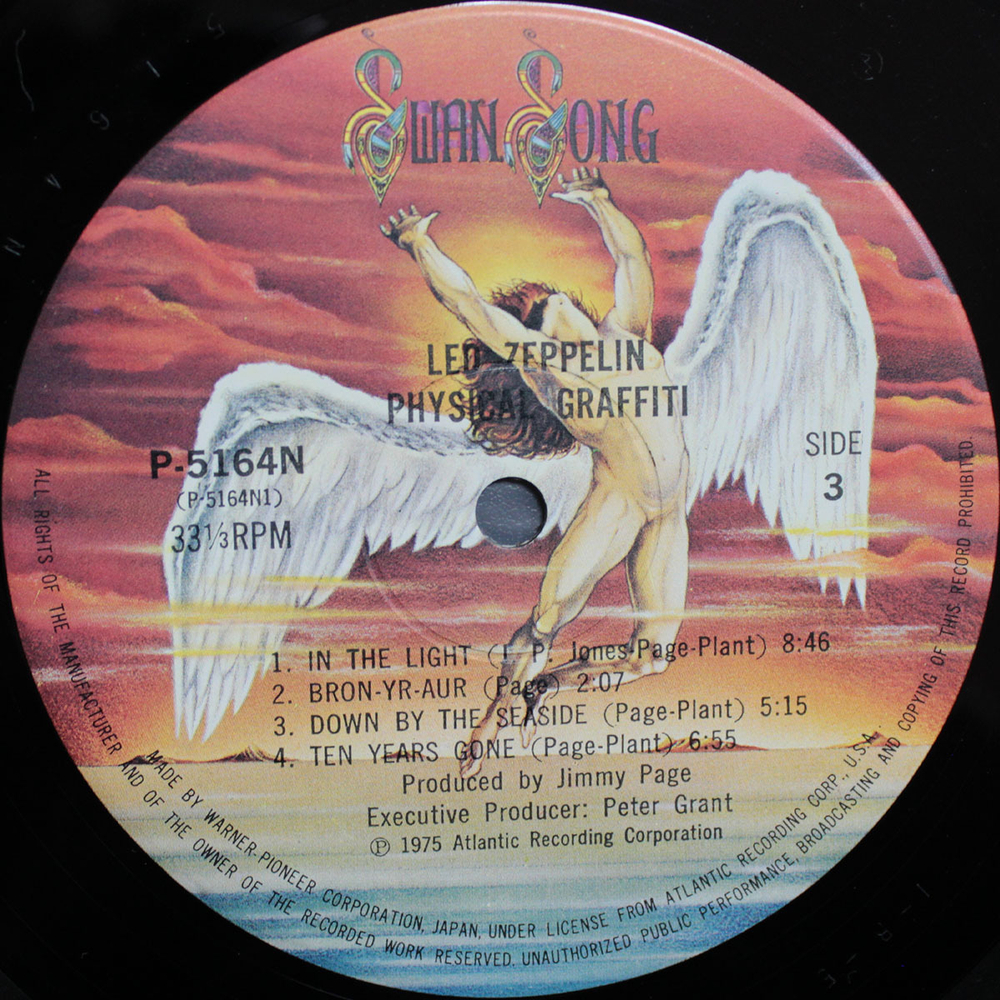 SWAN SONG
LED ZEPPELIN
PHYSICAL GRAFFITI
P-5164N
(P-5164N1)
33⅓RPM
SIDE
3
1. IN THE LIGHT (J. P. Jones-Page-Plant) 8:46
2. BRON-YR-AUR (Page) 2:07
3. DOWN BY THE SEASIDE (Page-Plant) 5:15
4. TEN YEARS GONE (Page-Plant) 6:55
Produced by Jimmy Page
Executive Producer: Peter Grant
Ⓟ 1975 Atlantic Recording Corporation
MADE BY WARNER-PIONEER CORPORATION, JAPAN, UNDER LICENSE FROM ATLANTIC RECORDING CORP., U.S.A.
ALL RIGHTS OF THE MANUFACTURER AND OF THE OWNER OF THE RECORDED WORK RESERVED. UNAUTHORIZED PUBLIC PERFORMANCE, BROADCASTING AND COPYING OF THIS RECORD PROHIBITED.